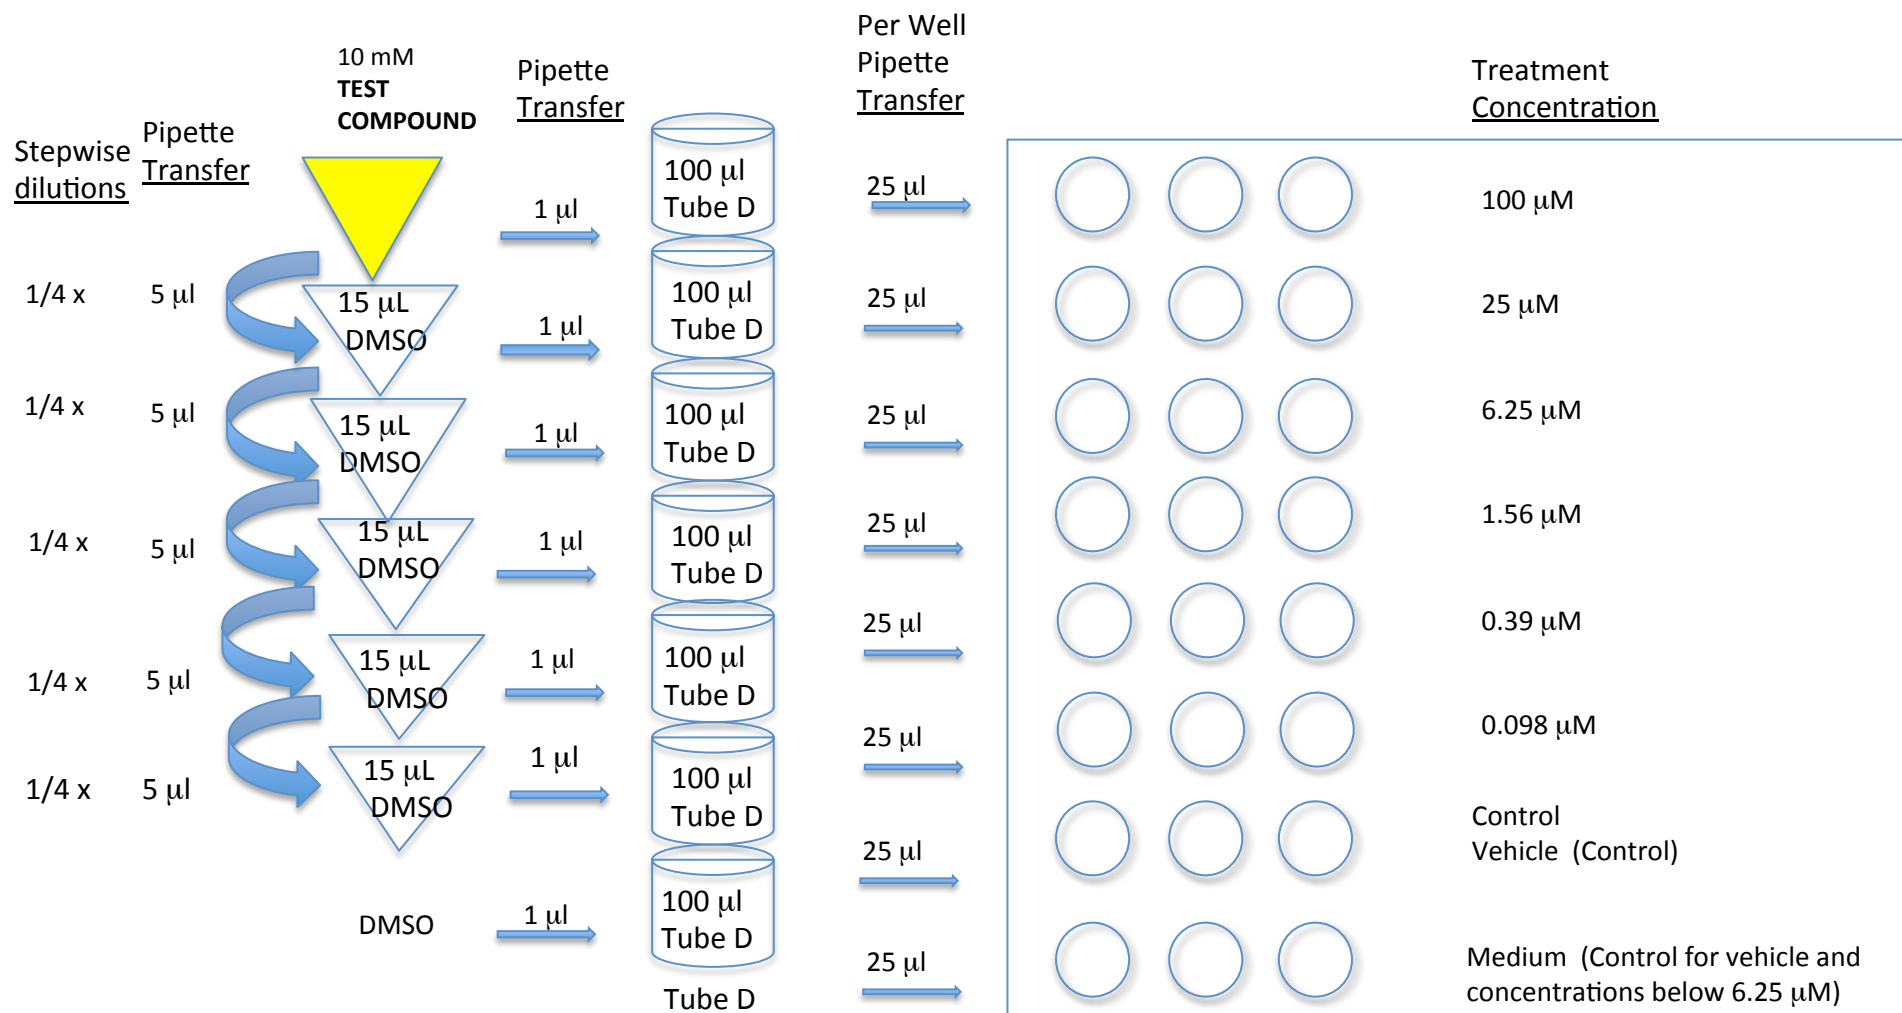 Per Well
Pipette
Transfer
10 mM
TEST
COMPOUND
Pipette
Transfer
Treatment
Concentration
Stepwise
dilutions
Pipette
Transfer
1 μl
100 μl
Tube D
25 μl
100 μM
1/4 x
5 μl
15 μL
DMSO
1 μl
100 μl
Tube D
25 μl
25 μM
1/4 x
5 μl
15 μL
DMSO
1 μl
100 μl
Tube D
25 μl
6.25 μM
1/4 x
5 μl
15 μL
DMSO
1 μl
100 μl
Tube D
25 μl
1.56 μM
1/4 x
5 μl
15 μL
DMSO
1 μl
100 μl
Tube D
25 μl
0.39 μM
1/4 x
5 μl
15 μL
DMSO
1 μl
100 μl
Tube D
25 μl
0.098 μM
DMSO
1 μl
100 μl
Tube D
25 μl
Control
Vehicle (Control)
Tube D
25 μl
Medium (Control for vehicle and
concentrations below 6.25 μM)